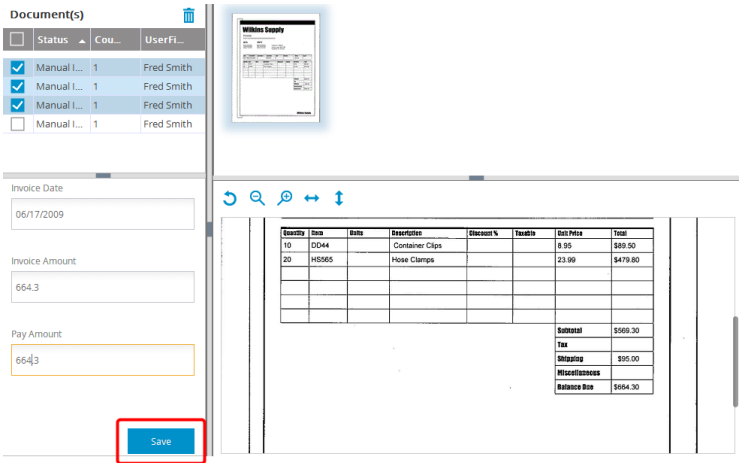 Document(s)
Status Cou... UserFi...
Manual I... 1 Fred Smith
Manual I... 1 Fred Smith
Manual I... 1 Fred Smith
Manual I... 1 Fred Smith
Invoice Date
06/17/2009
Invoice Amount
664.3
Pay Amount
664.3
Save
Wilkins Supply
Wilkins Supply
Quantity Item Units Description Discount % Taxable Unit Price Total
10 DD44 Container Clips 8.95 $89.50
20 HS565 Hose Clamps 23.99 $479.80
Subtotal $569.30
Tax
Shipping $95.00
Miscellaneous
Balance Due $664.30